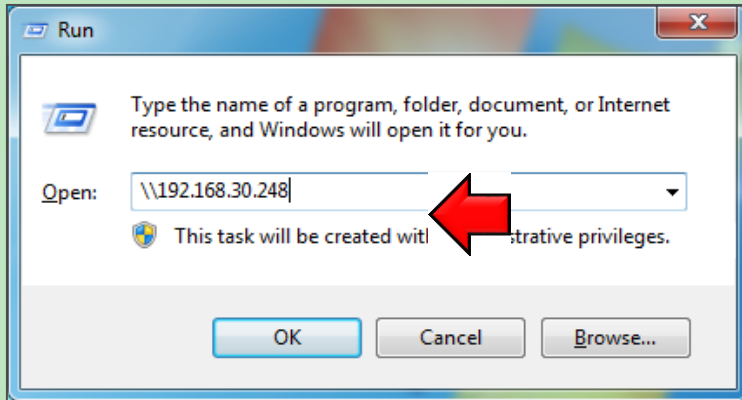 Run
Type the name of a program, folder, document, or Internet
resource, and Windows will open it for you.
Open: \\192.168.30.248
This task will be created strative privileges.
OK Cancel Browse...